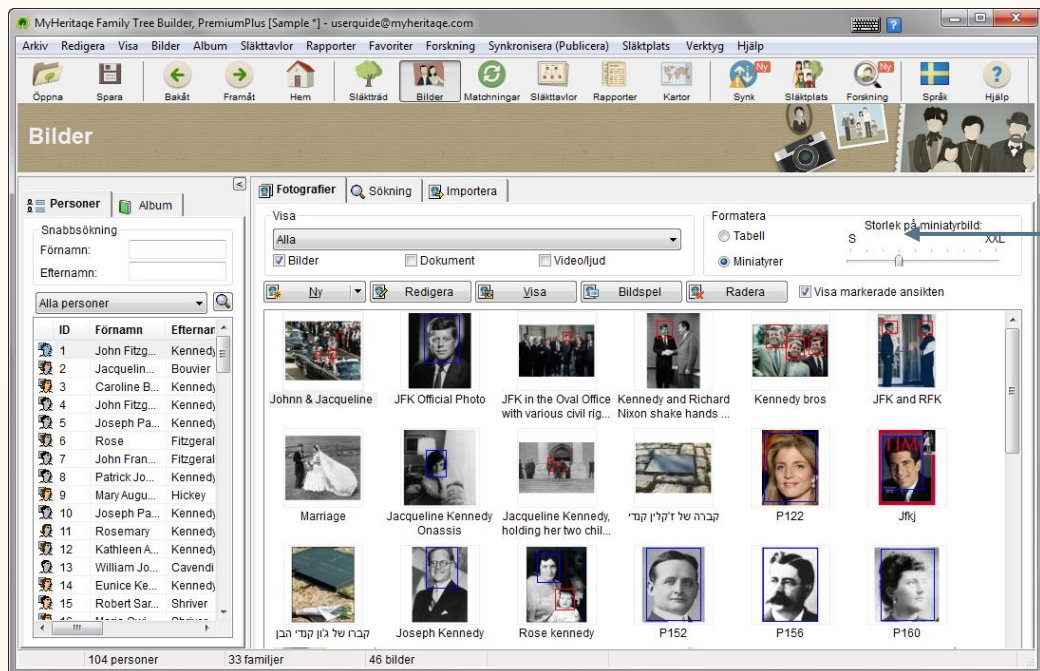 MyHeritage Family Tree Builder, PremiumPlus [Sample *] - userguide@myheritage.com
Arkiv Redigera Visa Bilder Album Släkttavlor Rapporter Favoriter Forskning Synkronisera (Publicera) Släktplats Verktyg Hjälp
Ny Ny
Öppna Spara Bakåt Framåt Hem Släktträd Bilder Matchningar Släkttavlor Rapporter Kartor Synk Släktplats Forskning Språk Hjälp
Bilder
Personer Album
Snabbsökning
Förnamn:
Efternamn:
Alla personer
ID Förnamn Efternar
1 John Fitzg... Kennedy
2 Jacquelin... Bouvier
3 Caroline B... Kennedy
4 John Fitzg... Kennedy
5 Joseph Pa... Kennedy
6 Rose Fitzgeral
7 John Fran... Fitzgeral
8 Patrick Jo... Kennedy
9 Mary Augu... Hickey
10 Joseph Pa... Kennedy
11 Rosemary Kennedy
12 Kathleen A... Kennedy
13 William Jo... Cavendi
14 Eunice Ke... Kennedy
15 Robert Sar... Shriver
Fotografier Sökning Importera
Visa
Alla
Bilder Dokument Video/ljud
Formatera
Tabell
Miniatyrer
Storlek på miniatyrbild:
S XXL
Ny Redigera Visa Bildspel Radera Visa markerade ansikten
Johnn & Jacqueline
JFK Official Photo
JFK in the Oval Office
with various civil rig...
Kennedy and Richard
Nixon shake hands ...
Kennedy bros
JFK and RFK
Marriage
Jacqueline Kennedy
Onassis
Jacqueline Kennedy,
holding her two chil...
קברה של ז'קלין קנדי
P122
TIM
Jfkj
קברו של ג'ון קנדי הבן
Joseph Kennedy
Rose kennedy
P152
P156
P160
104 personer 33 familjer 46 bilder